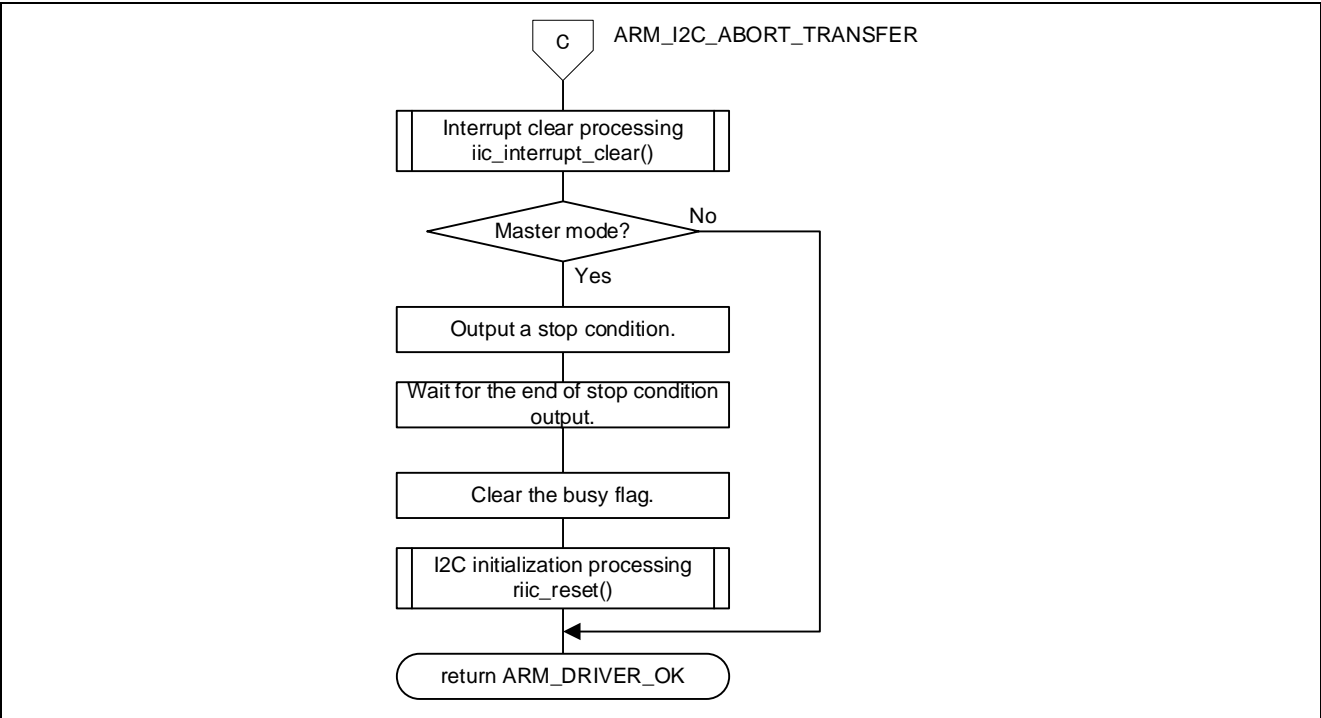 C
ARM_I2C_ABORT_TRANSFER
Interrupt clear processing
iic_interrupt_clear()
Master mode?
No
Yes
Output a stop condition.
Wait for the end of stop condition
output.
Clear the busy flag.
I2C initialization processing
riic_reset()
return ARM_DRIVER_OK